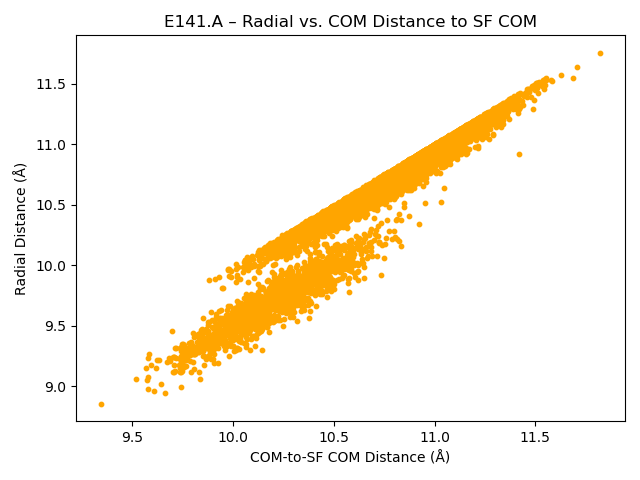 E141.A – Radial vs. COM Distance to SF COM
Radial Distance (Å)
11.5
11.0
10.5
10.0
9.5
9.0
9.5 10.0 10.5 11.0 11.5
COM-to-SF COM Distance (Å)